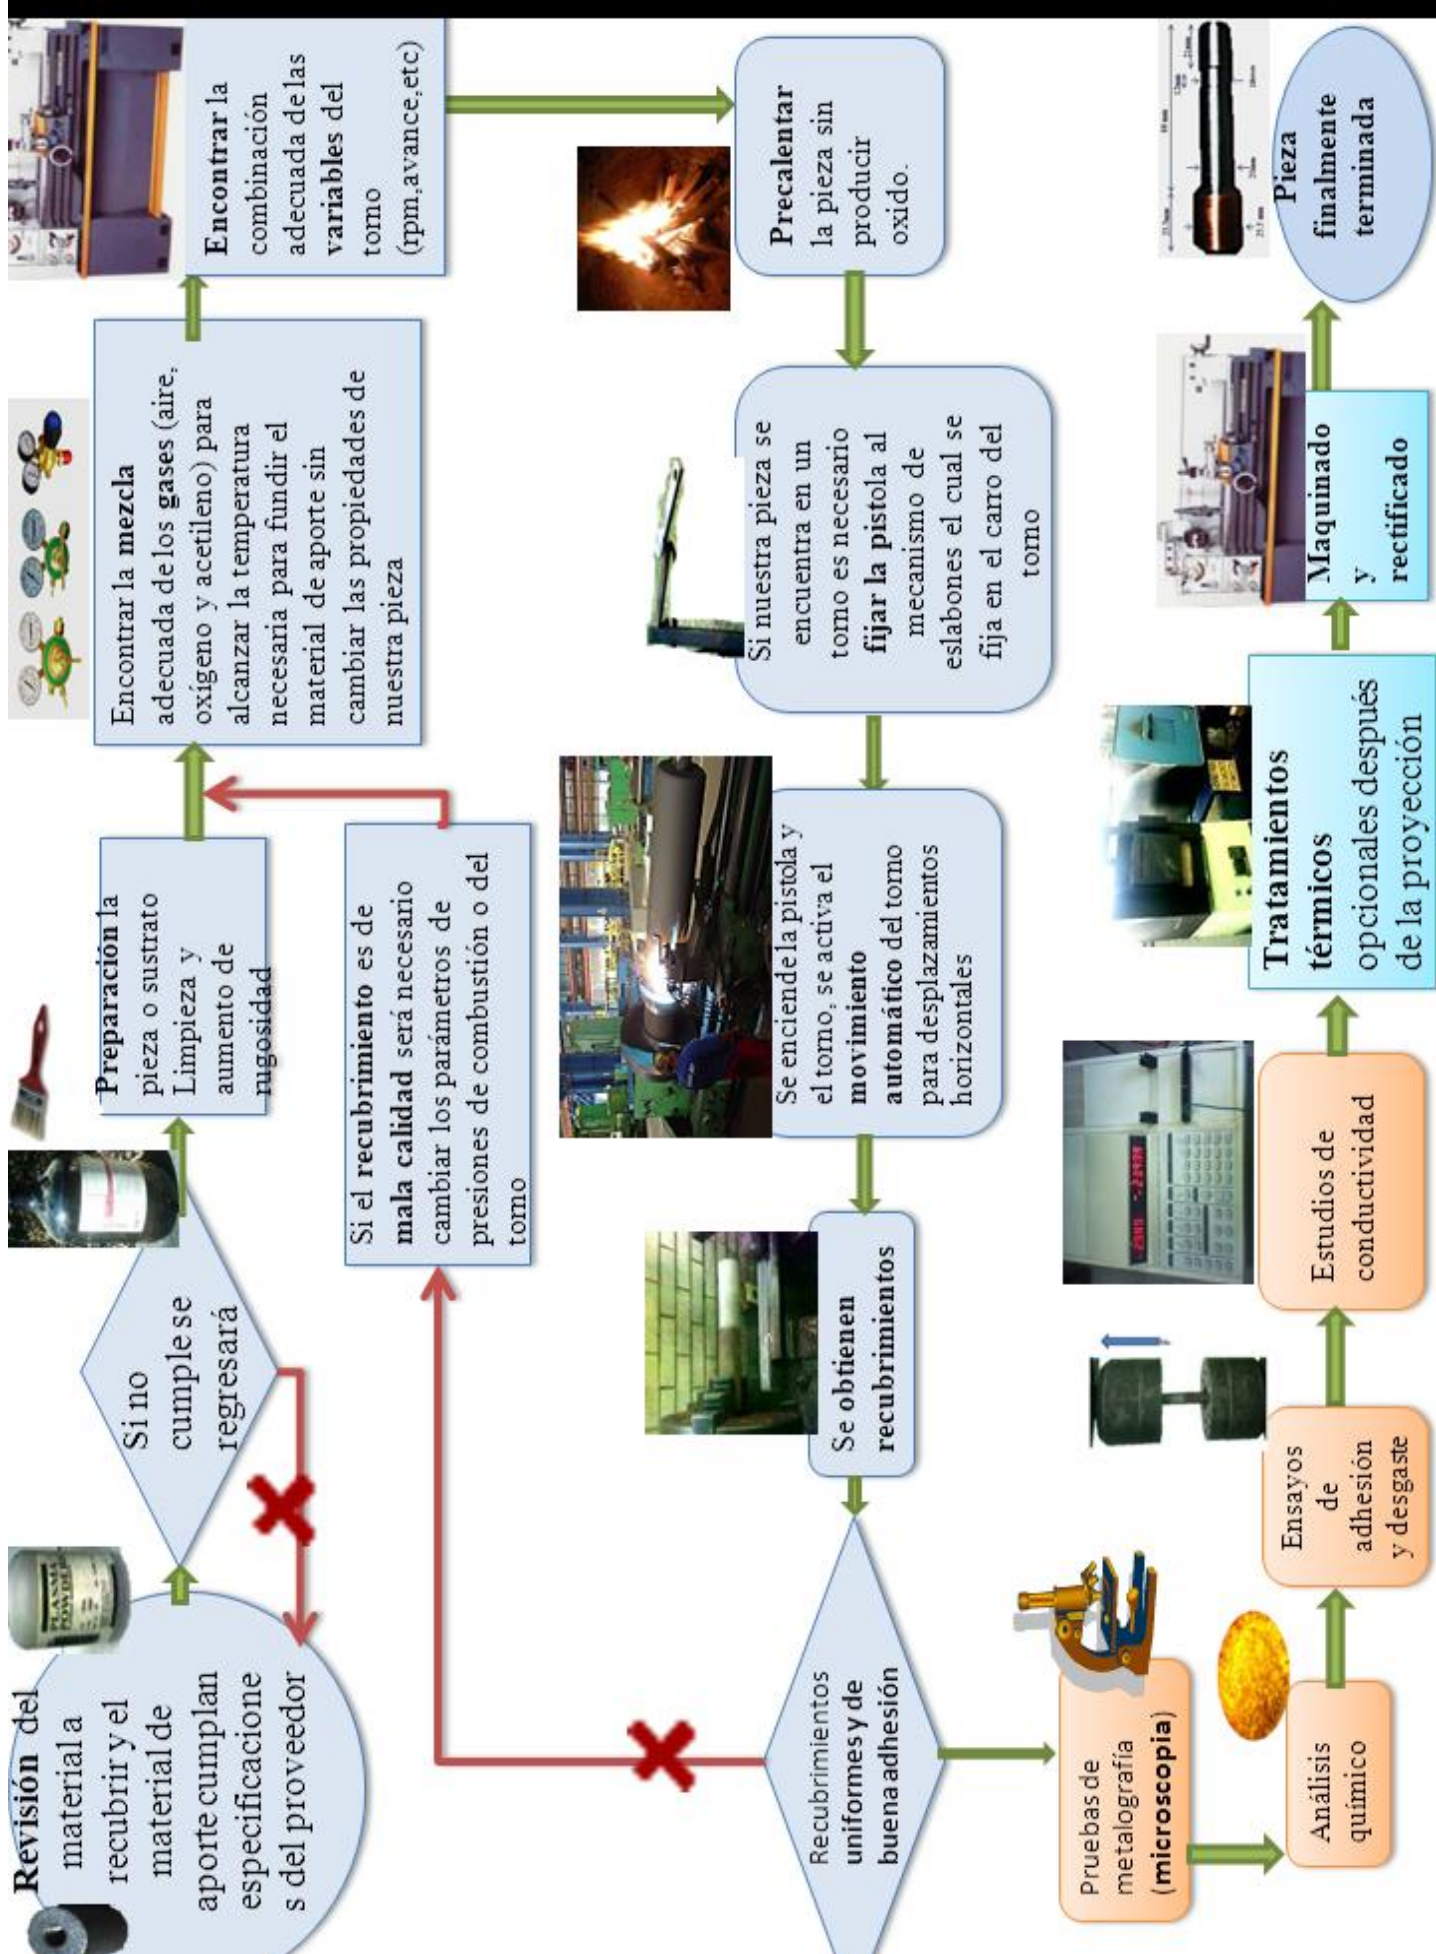 Revisión del
material a
recubrir y el
material de
aporte cumplan
especificacione
s del proveedor
PLASMA
POWDER
Si no
cumple se
regresará
Preparación la
pieza o sustrato
Limpieza y
aumento de
rugosidad
Encontrar la mezcla
adecuada de los gases (aire,
oxígeno y acetileno) para
alcanzar la temperatura
necesaria para fundir el
material de aporte sin
cambiar las propiedades de
nuestra pieza
Encontrar la
combinación
adecuada de las
variables del
torno
(rpm,avance,etc)
Si el recubrimiento es de
mala calidad será necesario
cambiar los parámetros de
presiones de combustión o del
torno
Precalentar
la pieza sin
producir
oxido.
Si nuestra pieza se
encuentra en un
torno es necesario
fijar la pistola al
mecanismo de
eslabones el cual se
fija en el carro del
torno
Se enciende la pistola y
el torno, se activa el
movimiento
automático del torno
para desplazamientos
horizontales
Se obtienen
recubrimientos
Recubrimientos
uniformes y de
buena adhesión
Pruebas de
metalografía
(microscopia)
Análisis
químico
Ensayos
de
adhesión
y desgaste
Estudios de
conductividad
Tratamientos
térmicos
opcionales después
de la proyección
Maquinado
y
rectificado
Pieza
finalmente
terminada